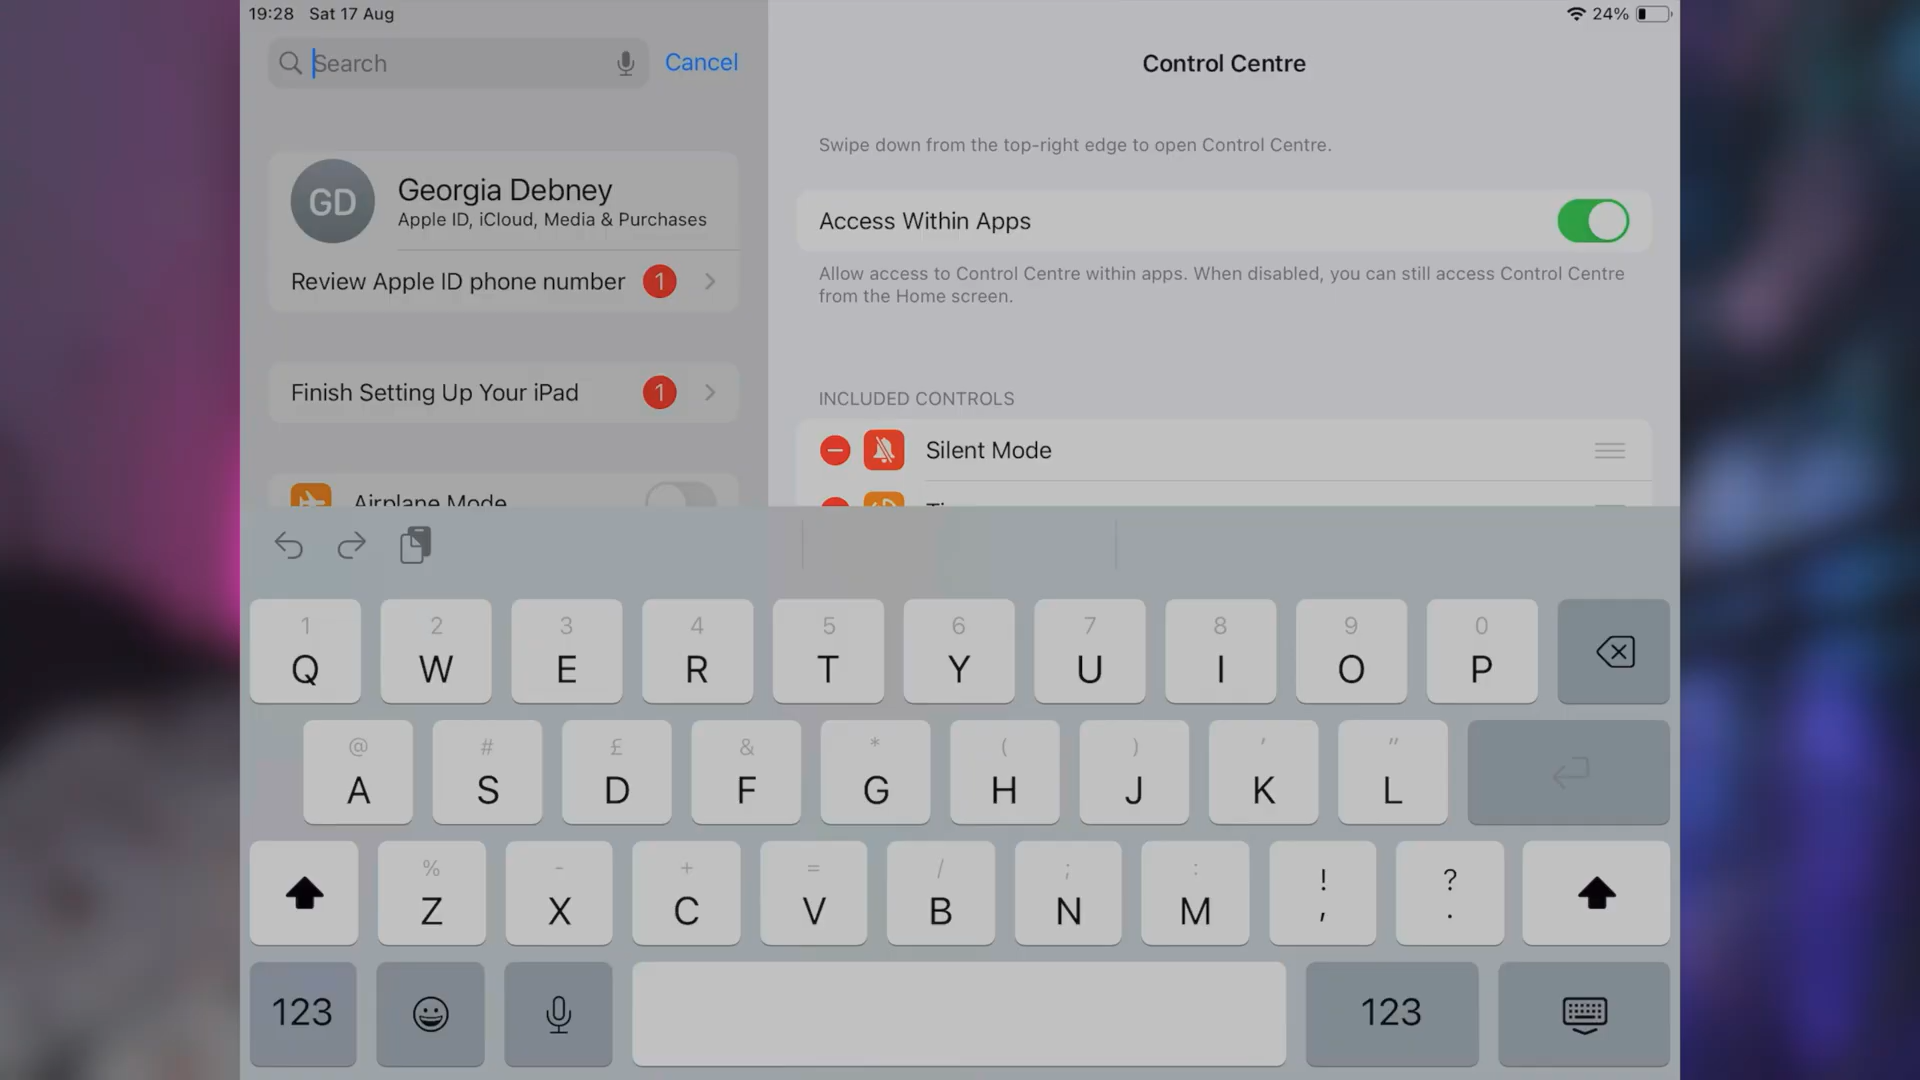 19:28 Sat 17 Aug
24%
Search
Cancel
Control Centre
Swipe down from the top-right edge to open Control Centre.
GD
Georgia Debney
Apple ID, iCloud, Media & Purchases
Access Within Apps
Review Apple ID phone number 1
Allow access to Control Centre within apps. When disabled, you can still access Control Centre
from the Home screen.
Finish Setting Up Your iPad 1
INCLUDED CONTROLS
Silent Mode
Airplane Mode
1 2 3 4 5 6 7 8 9 0
Q W E R T Y U I O P
@ # £ & * ( ) ' "
A S D F G H J K L
% - + = / ; : ! ?
Z X C V B N M , .
123 123